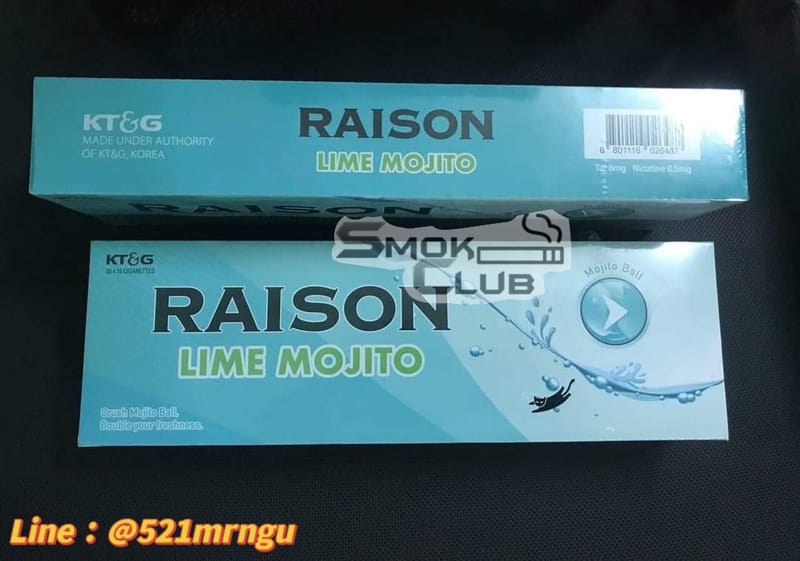 KT&G
MADE UNDER AUTHORITY
OF KT&G, KOREA
RAISON
LIME MOJITO
8 801116 026487
Tar 6mg Nicotine 0.5mg
RAISON
SMOK
CLUB
KT&G
RAISON
LIME MOJITO
Mojito Ball
Crush Mojito Ball.
Double your freshness.
Line：@521mrngu